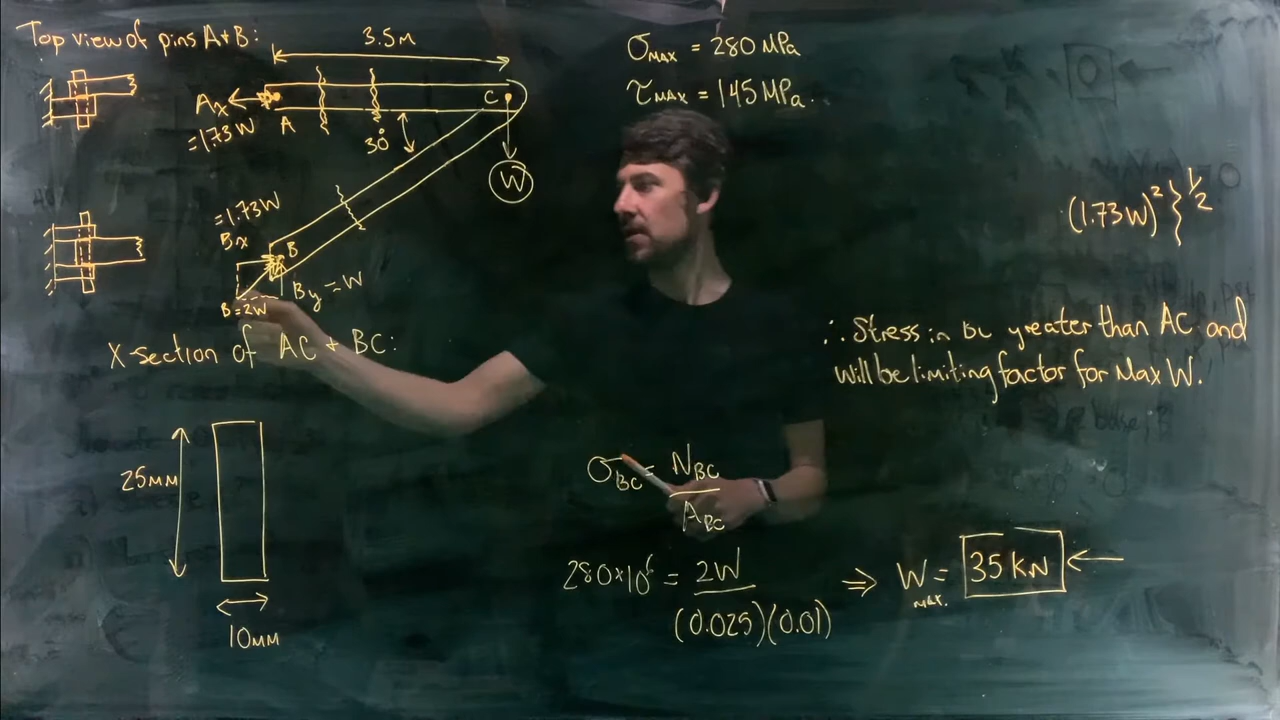 Top view of pins A+B:
3.5m
Ax
=1.73W
A
C
30°
W
=1.73W
Bx
B
By = W
B=2W
X-section of AC + BC:
25mm
10mm
σMAX = 280 MPa
τMAX = 145 MPa.
(1.73W)²}^½
∴ Stress in BC greater than AC and
will be limiting factor for Max W.
σBC = NBC
ABC
280×10⁶ = 2W
(0.025)(0.01)
⇒ W max. = 35 kN